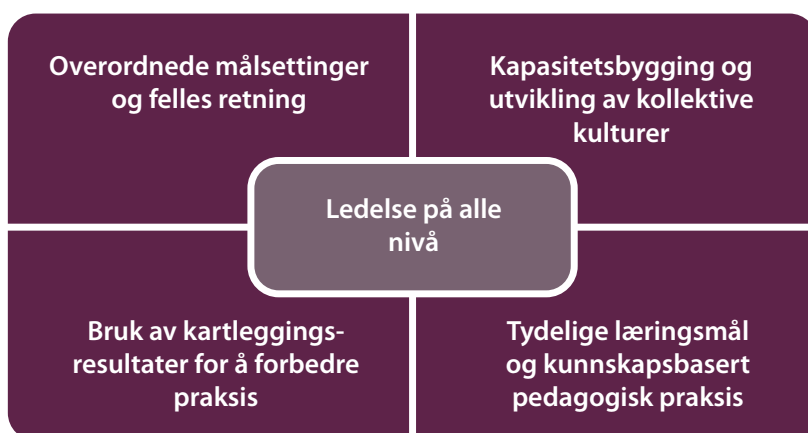 Overordnede målsettinger
og felles retning
Kapasitetsbygging og
utvikling av kollektive
kulturer
Ledelse på alle
nivå
Bruk av kartleggings-
resultater for å forbedre
praksis
Tydelige læringsmål
og kunnskapsbasert
pedagogisk praksis